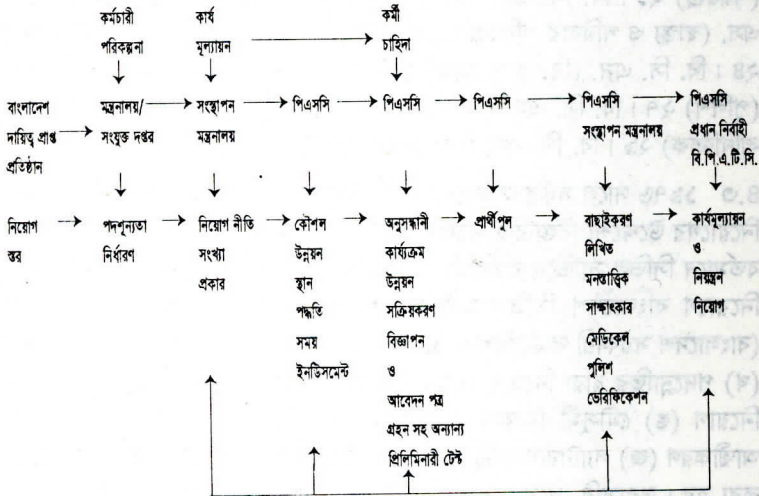 কর্মচারী কার্য কর্মী
পরিকল্পনা মূল্যায়ন চাহিদা
বাংলাদেশ মন্ত্রনালয়/ সংস্থাপন পিএসসি পিএসসি পিএসসি পিএসসি পিএসসি
দায়িত্ব প্রাপ্ত সংযুক্ত দপ্তর মন্ত্রনালয় সংস্থাপন মন্ত্রনালয় প্রধান নির্বাহী
প্রতিষ্ঠান বি.পি.এ.টি.সি.
নিয়োগ পদশূন্যতা নিয়োগ নীতি কৌশল অনুসন্ধানী প্রার্থীপুল বাছাইকরণ কার্যমূল্যায়ন
স্তর নির্ধারণ সংখ্যা উন্নয়ন কার্য্যক্রম লিখিত ও
প্রকার স্থান উন্নয়ন মনস্তাত্ত্বিক নিয়ন্ত্রন
পদ্ধতি সক্রিয়করণ সাক্ষাৎকার নিয়োগ
সময় বিজ্ঞাপন মেডিকেল
ইনডিসমেন্ট ও পুলিশ
আবেদন পত্র ভেরিফিকেশন
গ্রহন সহ অন্যান্য
প্রিলিমিনারী টেস্ট